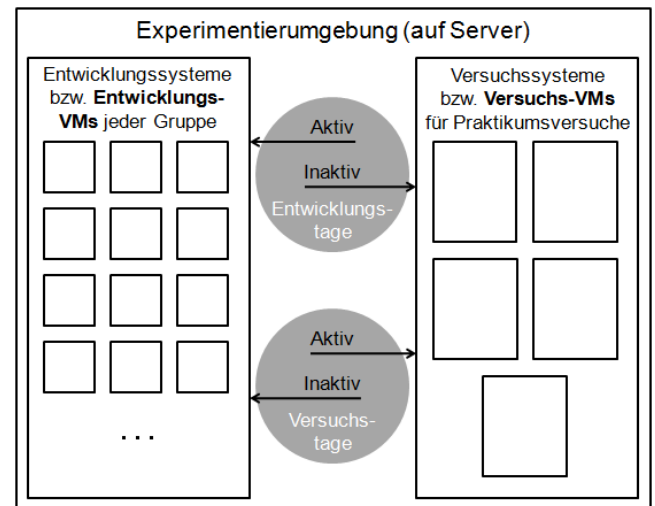 Experimentierumgebung (auf Server)
Entwicklungssysteme
bzw. Entwicklungs-
VMs jeder Gruppe
. . .
Aktiv
Inaktiv
Entwicklungs-
tage
Aktiv
Inaktiv
Versuchs-
tage
Versuchssysteme
bzw. Versuchs-VMs
für Praktikumsversuche